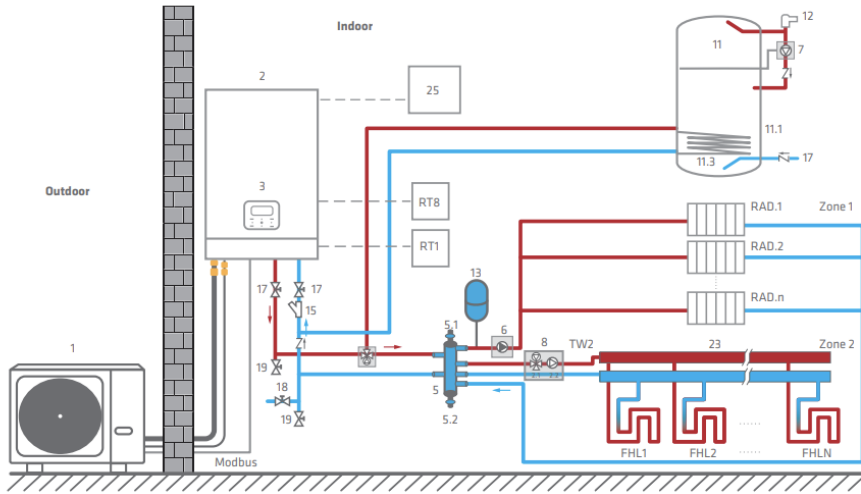 Indoor
12
11
7
2
25
11.1
11.3
17
3
Outdoor
RT8
RAD.1 Zone 1
RT1
RAD.2
13
17 17
RAD.n
15
5.1
6
8 TW2 23 Zone 2
1
19
5
18
19
5.2
FHL1 FHL2 FHLN
Modbus